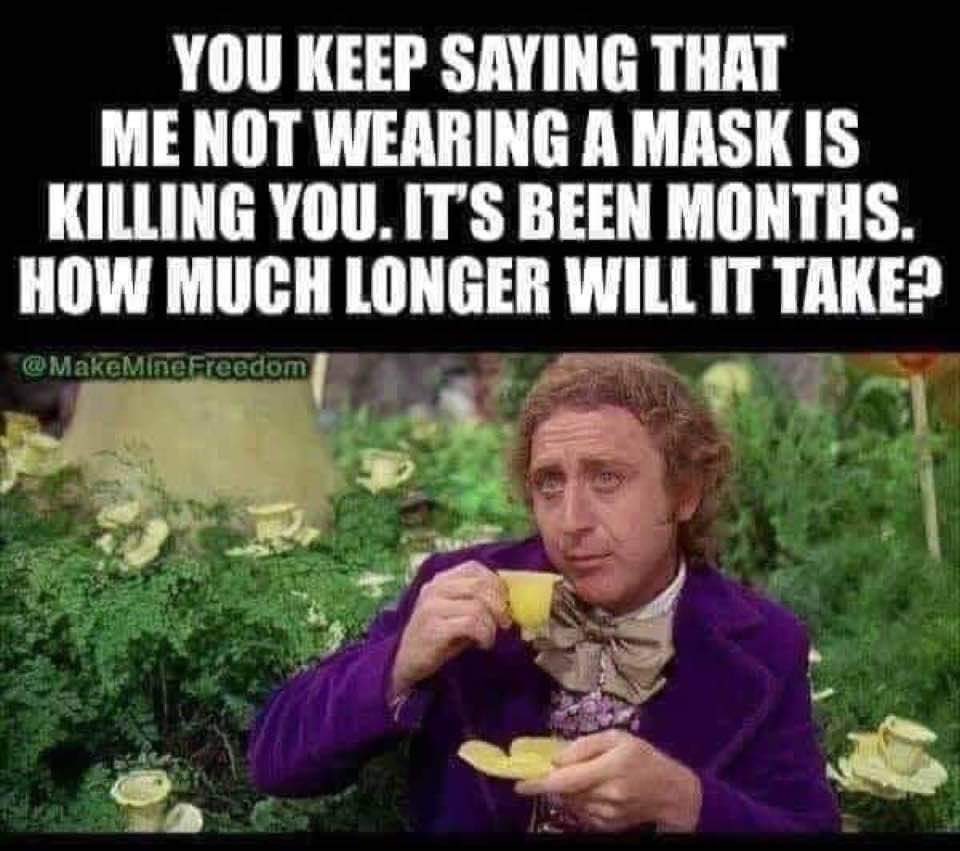 YOU KEEP SAYING THAT
ME NOT WEARING A MASK IS
KILLING YOU. IT'S BEEN MONTHS.
HOW MUCH LONGER WILL IT TAKE?
@MakeMineFreedom